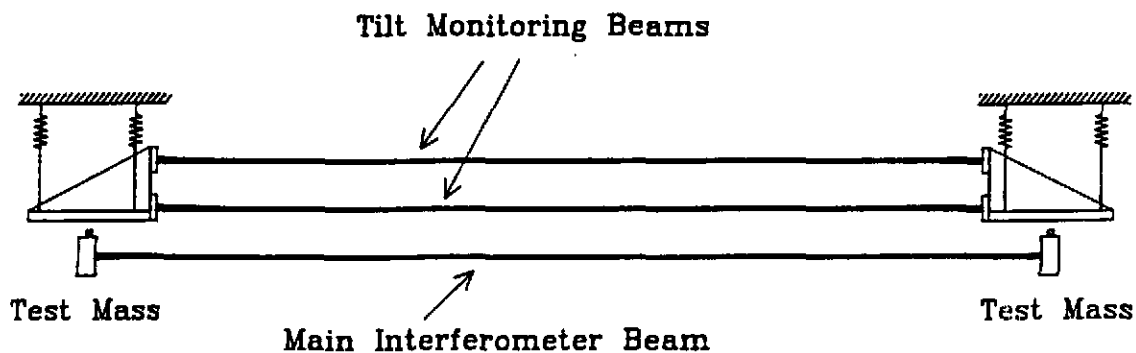 Tilt Monitoring Beams
Test Mass
Test Mass
Main Interferometer Beam